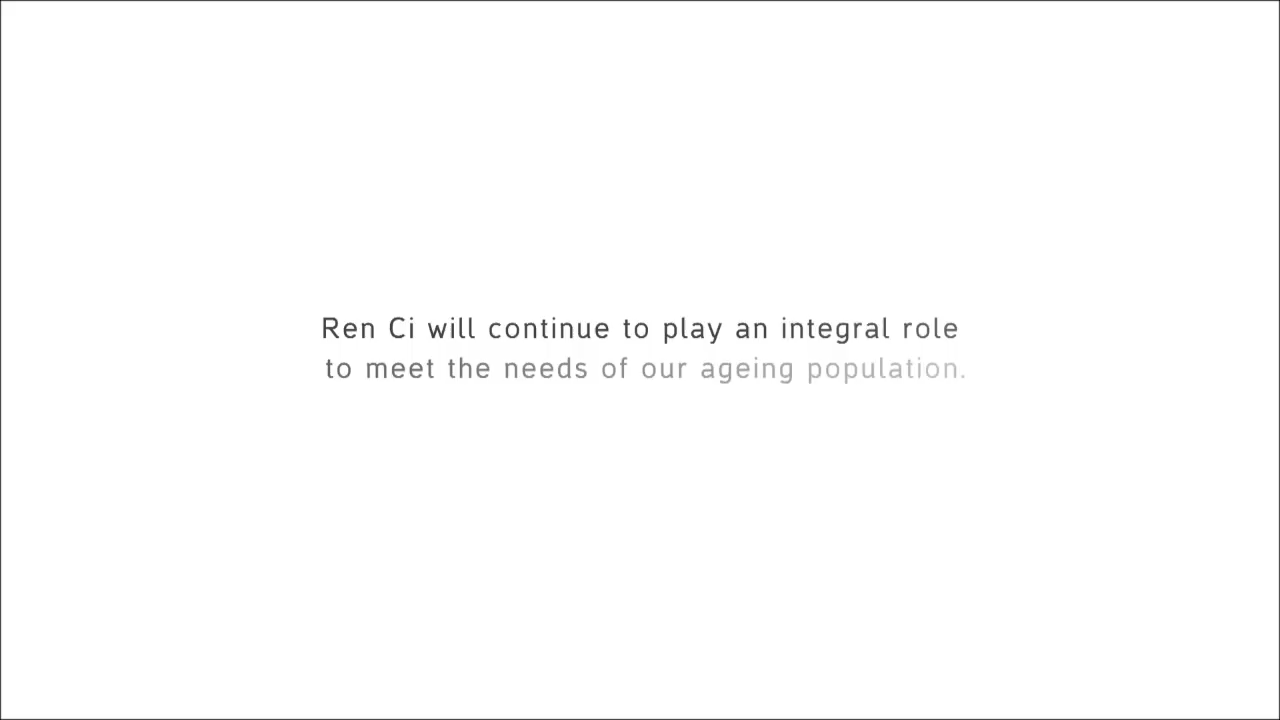 Ren Ci will continue to play an integral role
to meet the needs of our ageing population.